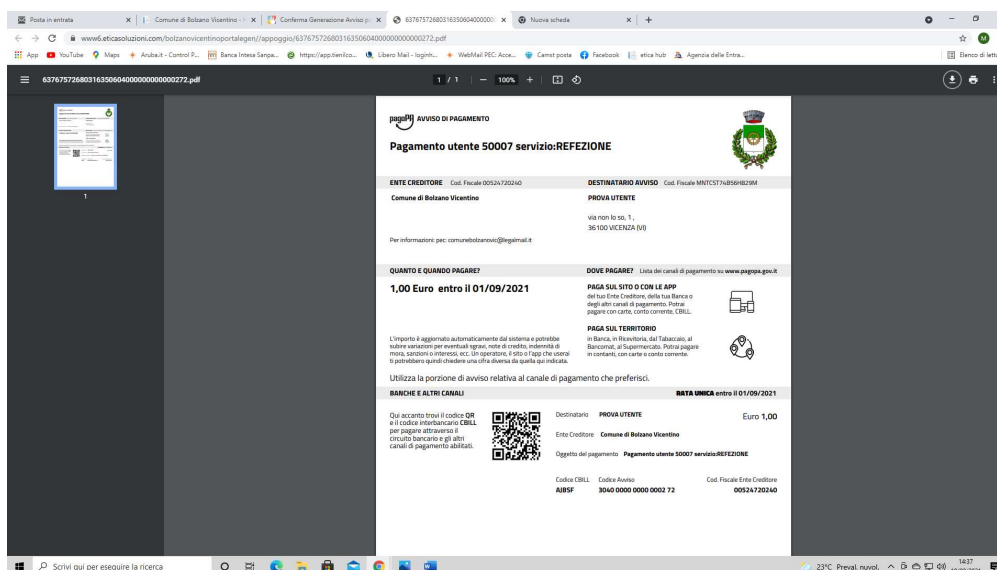 Posta in entrata
Comune di Bolzano Vicentino -
Conferma Generazione Avviso p
63767572680316350604000000
Nuova scheda
www6.eticasoluzioni.com/bolzanovicentinoportalegen//appoggio/63767572680316350604000000000000272.pdf
App
YouTube
Maps
Aruba.it - Control P...
Banca Intesa Sanpa...
https://app.tienilco...
Libero Mail - loginh...
WebMail PEC: Acce...
Camst posta
Facebook
etica hub
Agenzia delle Entra...
Elenco di lettu
63767572680316350604000000000000272.pdf
1 / 1
100%
1
pagoPA AVVISO DI PAGAMENTO
Pagamento utente 50007 servizio:REFEZIONE
ENTE CREDITORE Cod. Fiscale 00524720240
DESTINATARIO AVVISO Cod. Fiscale MNTCST74B56H829M
Comune di Bolzano Vicentino
PROVA UTENTE
via non lo so, 1 ,
36100 VICENZA (VI)
Per informazioni: pec: comunebolzanovic@legalmail.it
QUANTO E QUANDO PAGARE?
DOVE PAGARE? Lista dei canali di pagamento su www.pagopa.gov.it
1,00 Euro entro il 01/09/2021
PAGA SUL SITO O CON LE APP
del tuo Ente Creditore, della tua Banca o
degli altri canali di pagamento. Potrai
pagare con carte, conto corrente, CBILL.
PAGA SUL TERRITORIO
in Banca, in Ricevitoria, dal Tabaccaio, al
Bancomat, al Supermercato. Potrai pagare
in contanti, con carte o conto corrente.
L'importo è aggiornato automaticamente dal sistema e potrebbe
subire variazioni per eventuali sgravi, note di credito, indennità di
mora, sanzioni o interessi, ecc. Un operatore, il sito o l'app che userai
ti potrebbero quindi chiedere una cifra diversa da quella qui indicata.
Utilizza la porzione di avviso relativa al canale di pagamento che preferisci.
BANCHE E ALTRI CANALI
RATA UNICA entro il 01/09/2021
Qui accanto trovi il codice QR
e il codice interbancario CBILL
per pagare attraverso il
circuito bancario e gli altri
canali di pagamento abilitati.
Destinatario PROVA UTENTE
Euro 1,00
Ente Creditore Comune di Bolzano Vicentino
Oggetto del pagamento Pagamento utente 50007 servizio:REFEZIONE
Codice CBILL Codice Avviso Cod. Fiscale Ente Creditore
AJBSF 3040 0000 0000 0002 72 00524720240
Scrivi qui per eseguire la ricerca
23°C Preval. nuvol.
14:37